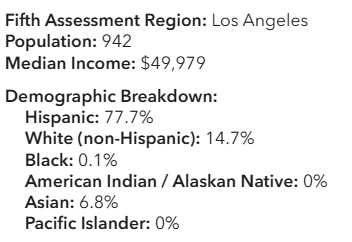 Fifth Assessment Region: Los Angeles
Population: 942
Median Income: $49,979
Demographic Breakdown:
Hispanic: 77.7%
White (non-Hispanic): 14.7%
Black: 0.1%
American Indian / Alaskan Native: 0%
Asian: 6.8%
Pacific Islander: 0%